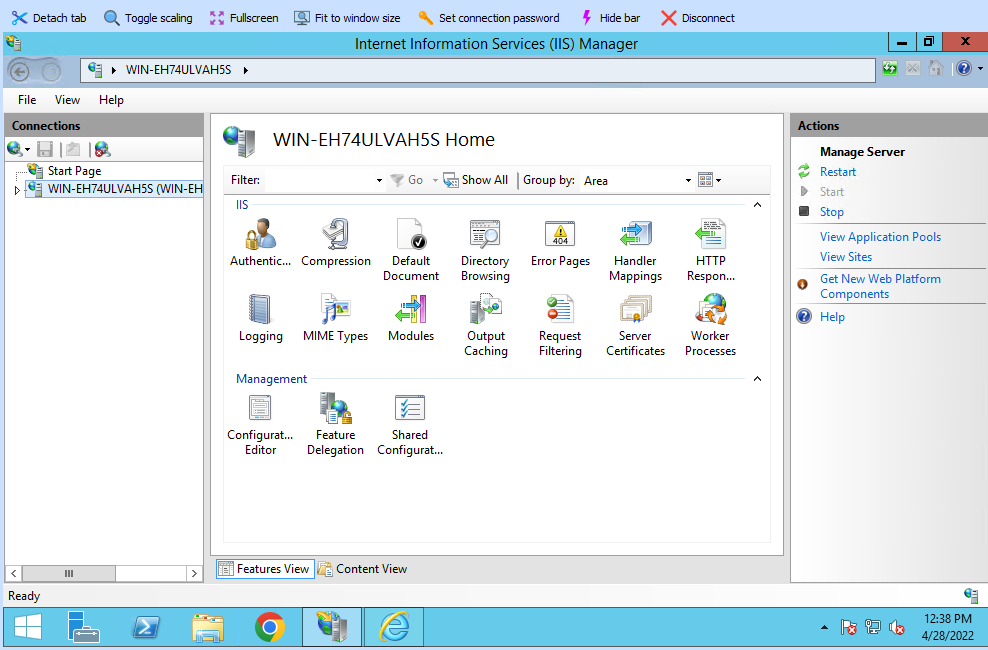 Detach tab Toggle scaling Fullscreen Fit to window size Set connection password Hide bar Disconnect
Internet Information Services (IIS) Manager
WIN-EH74ULVAH5S
File View Help
Connections
Start Page
WIN-EH74ULVAH5S (WIN-EH
WIN-EH74ULVAH5S Home
Filter: Go Show All Group by: Area
IIS
Authentic... Compression Default Document Directory Browsing Error Pages Handler Mappings HTTP Respon...
Logging MIME Types Modules Output Caching Request Filtering Server Certificates Worker Processes
Management
Configurat... Editor Feature Delegation Shared Configurat...
Features View Content View
Actions
Manage Server
Restart
Start
Stop
View Application Pools
View Sites
Get New Web Platform
Components
Help
Ready
12:38 PM
4/28/2022
404